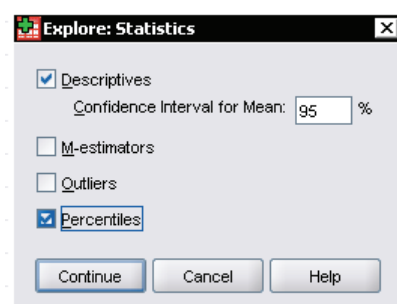 Explore: Statistics
Descriptives
Confidence Interval for Mean: 95 %
M-estimators
Outliers
Percentiles
Continue Cancel Help